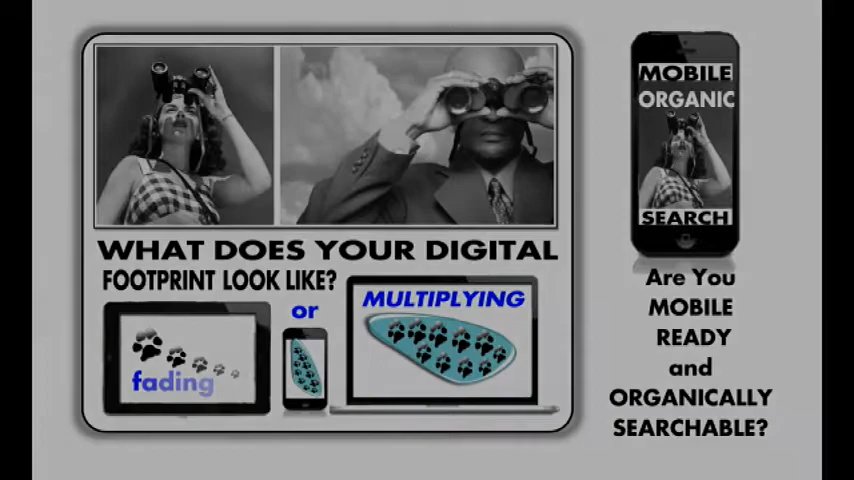 WHAT DOES YOUR DIGITAL
FOOTPRINT LOOK LIKE?
or
fading
MULTIPLYING
MOBILE
ORGANIC
SEARCH
Are You
MOBILE
READY
and
ORGANICALLY
SEARCHABLE?